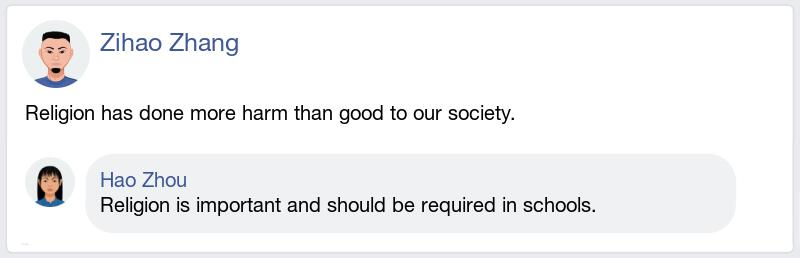 Zihao Zhang
Religion has done more harm than good to our society.
Hao Zhou
Religion is important and should be required in schools.